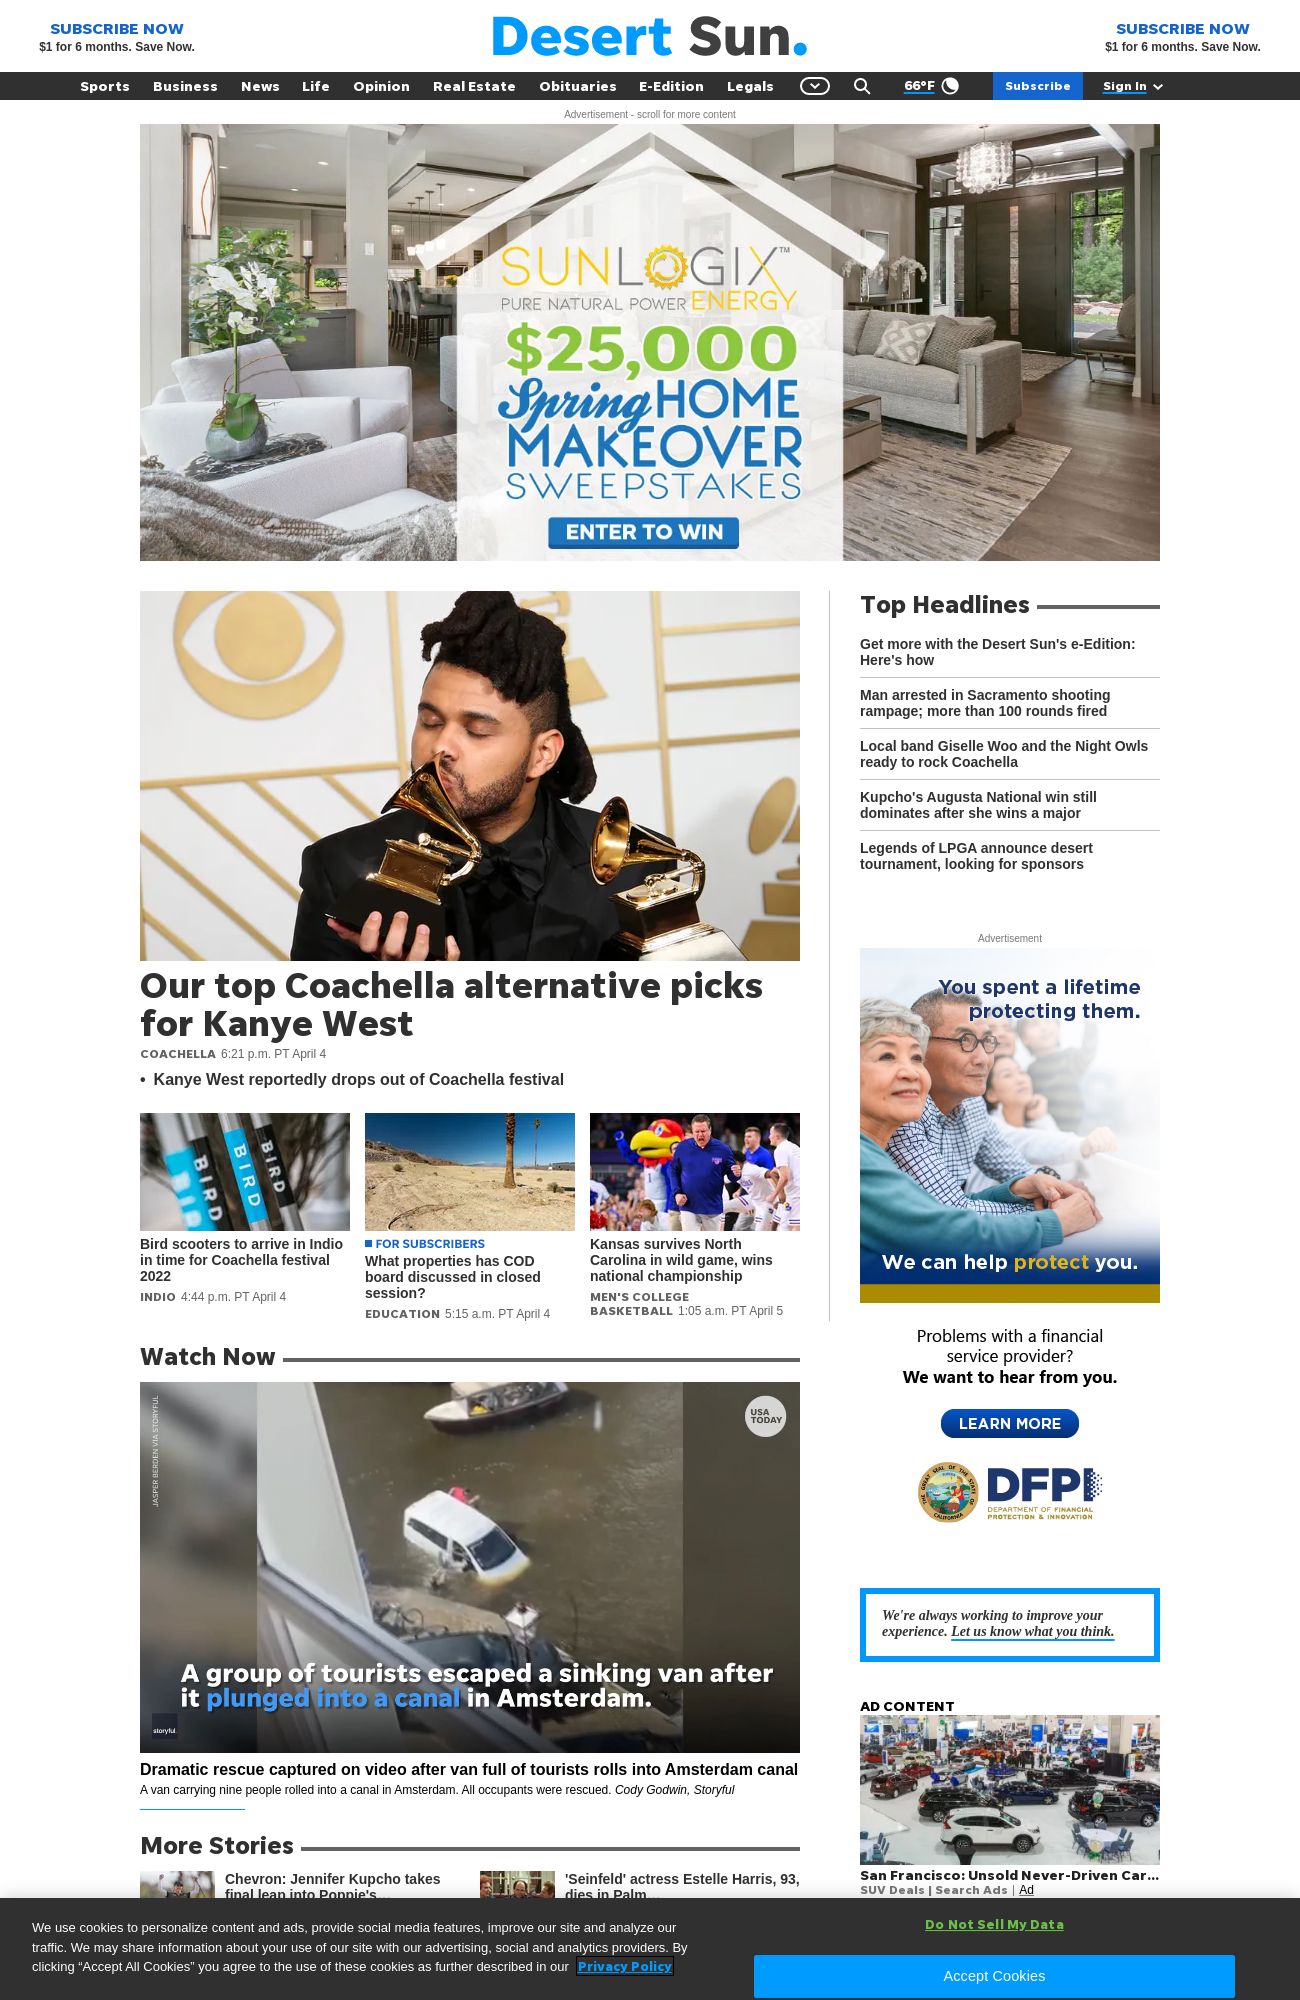 SUBSCRIBE NOW
$1 for 6 months. Save Now.
Desert Sun.
SUBSCRIBE NOW
$1 for 6 months. Save Now.
Sports Business News Life Opinion Real Estate Obituaries E-Edition Legals 66°F Subscribe Sign In
Advertisement - scroll for more content
SUNLOGIX™
PURE NATURAL POWER ENERGY
$25,000
Spring HOME
MAKEOVER
SWEEPSTAKES
ENTER TO WIN
Our top Coachella alternative picks
for Kanye West
COACHELLA 6:21 p.m. PT April 4
• Kanye West reportedly drops out of Coachella festival
BIRD
BIRD
BIRD
BIRD
Bird scooters to arrive in Indio
in time for Coachella festival
2022
INDIO 4:44 p.m. PT April 4
FOR SUBSCRIBERS
What properties has COD
board discussed in closed
session?
EDUCATION 5:15 a.m. PT April 4
Kansas survives North
Carolina in wild game, wins
national championship
MEN'S COLLEGE
BASKETBALL 1:05 a.m. PT April 5
Top Headlines
Get more with the Desert Sun's e-Edition:
Here's how
Man arrested in Sacramento shooting
rampage; more than 100 rounds fired
Local band Giselle Woo and the Night Owls
ready to rock Coachella
Kupcho's Augusta National win still
dominates after she wins a major
Legends of LPGA announce desert
tournament, looking for sponsors
Advertisement
You spent a lifetime
protecting them.
We can help protect you.
Problems with a financial
service provider?
We want to hear from you.
LEARN MORE
THE GREAT SEAL OF THE STATE OF CALIFORNIA
DFPI
DEPARTMENT OF FINANCIAL
PROTECTION & INNOVATION
Watch Now
JASPER BERDEN VIA STORYFUL
USA
TODAY
A group of tourists escaped a sinking van after
it plunged into a canal in Amsterdam.
storyful
Dramatic rescue captured on video after van full of tourists rolls into Amsterdam canal
A van carrying nine people rolled into a canal in Amsterdam. All occupants were rescued. Cody Godwin, Storyful
We're always working to improve your
experience. Let us know what you think.
AD CONTENT
San Francisco: Unsold Never-Driven Car...
SUV Deals | Search Ads | Ad
More Stories
Chevron: Jennifer Kupcho takes
final leap into Poppie's...
'Seinfeld' actress Estelle Harris, 93,
dies in Palm...
We use cookies to personalize content and ads, provide social media features, improve our site and analyze our
traffic. We may share information about your use of our site with our advertising, social and analytics providers. By
clicking “Accept All Cookies” you agree to the use of these cookies as further described in our Privacy Policy
Do Not Sell My Data
Accept Cookies